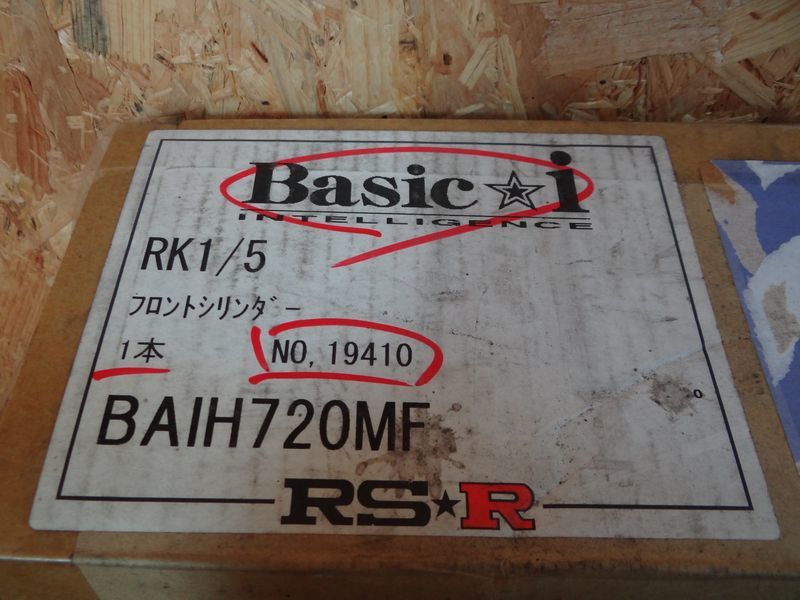 Basic☆i
INTELLIGENCE
RK1/5
フロントシリンダー
1本 NO,19410
BAIH720MF
RS★R